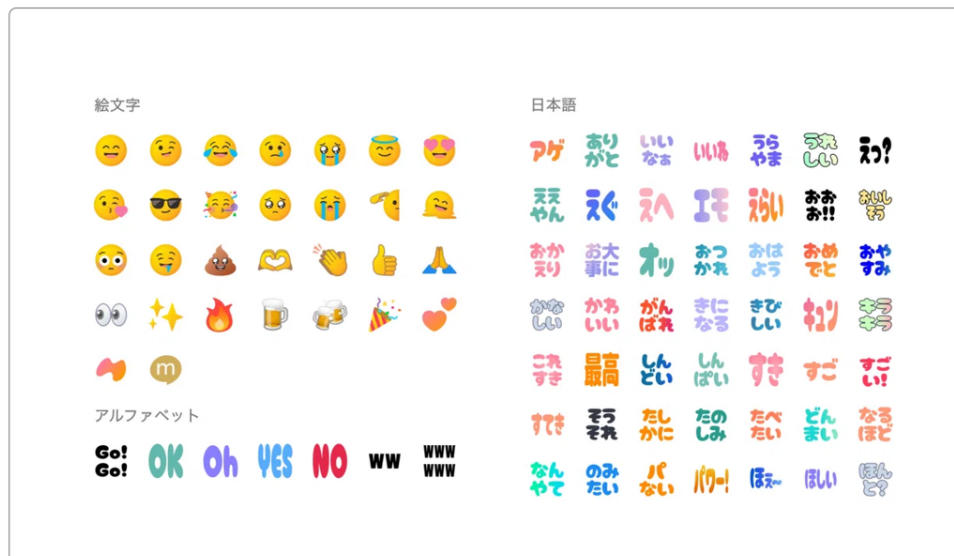 絵文字
m
アルファベット
Go!
Go!
OK
Oh
YES
NO
ww
www
www
日本語
アゲ
あり
がと
いい
なぁ
いいね
うら
やま
うれ
しい
えっ?
ええ
やん
えぐ
えへ
エモ
えらい
おお
お!!
おいし
そう
おか
えり
お大
事に
オッ
おつ
かれ
おは
よう
おめ
でと
おや
すみ
かな
しい
かわ
いい
がん
ばれ
きに
なる
きび
しい
キュン
キラ
キラ
これ
すき
最高
しん
どい
しん
ぱい
すき
すご
すご
い!
すてき
そう
それ
たし
かに
たの
しみ
たべ
たい
どん
まい
なる
ほど
なん
やて
のみ
たい
パ
ない
パワー!
ほぇ〜
ほしい
ほん
と?